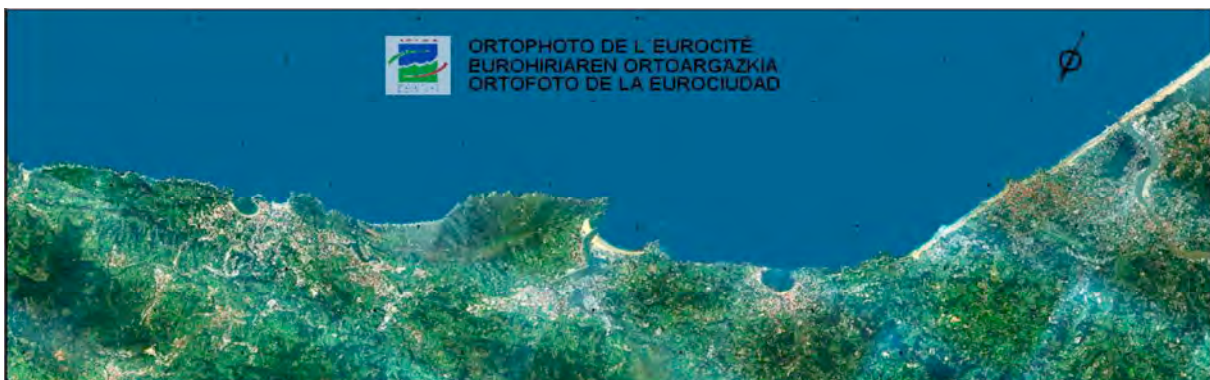 ORTOPHOTO DE L'EUROCITÉ
EUROHIRIAREN ORTOARGAZKIA
ORTOFOTO DE LA EUROCIUDAD